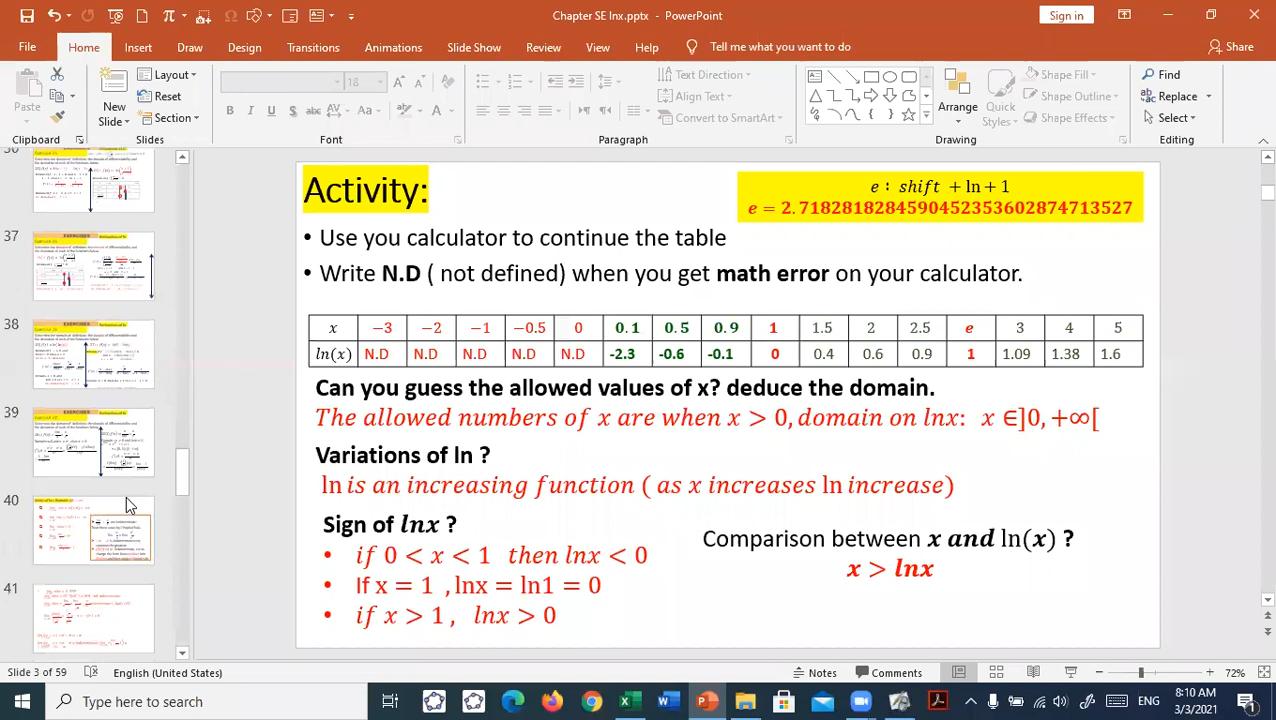 Chapter SE lnx.pptx - PowerPoint
Sign in
File Home Insert Draw Design Transitions Animations Slide Show Review View Help Tell me what you want to do Share
Paste
New Slide
Layout
Reset
Section
18
B I U S abc AV Aa
Text Direction
Align Text
Convert to SmartArt
Arrange
Quick Styles
Shape Fill
Shape Outline
Shape Effects
Find
Replace
Select
Clipboard Slides Font Paragraph Drawing Editing
37
38
39
40
41
Activity:
e : shift + ln + 1
e = 2.7182818284590452353602874713527
• Use you calculator to continue the table
• Write N.D ( not defined) when you get math error on your calculator.
x −3 −2 −1 −0.5 0 0.1 0.5 0.9 1 1.5 2 2.5 e 3 4 5
ln(x) N.D N.D N.D N.D N.D -2.3 -0.6 -0.1 0 0.4 0.6 0.9 1 1.09 1.38 1.6
Can you guess the allowed values of x? deduce the domain.
The allowed numbers of x are when x > 0, domain on lnx: x ∈]0, +∞[
Variations of ln ?
ln is an increasing function ( as x increases ln increase)
Sign of lnx ?
• if 0 < x < 1 then lnx < 0
• If x = 1 , lnx = ln1 = 0
• if x > 1 , lnx > 0
Comparison between x and ln(x) ?
x > lnx
Slide 3 of 59 English (United States) Notes Comments 72%
Type here to search
ENG
8:10 AM
3/3/2021
1